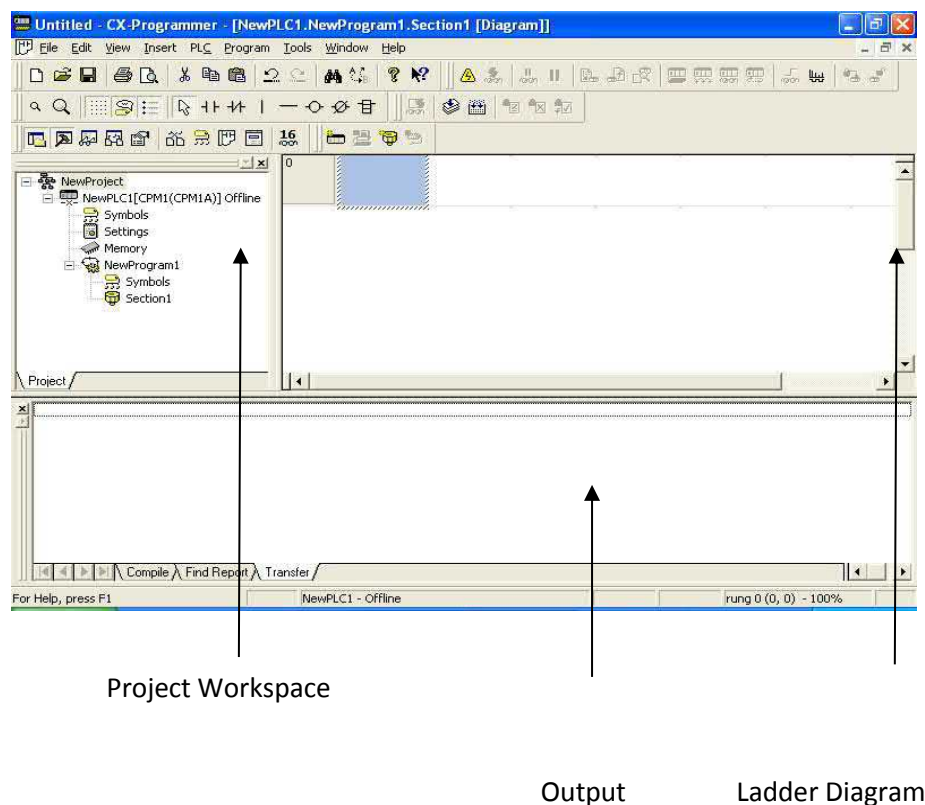 Untitled - CX-Programmer - [NewPLC1.NewProgram1.Section1 [Diagram]]
File Edit View Insert PLC Program Tools Window Help
16
0
NewProject
NewPLC1[CPM1(CPM1A)] Offline
Symbols
Settings
Memory
NewProgram1
Symbols
Section1
Project
Compile Find Report Transfer
For Help, press F1 NewPLC1 - Offline rung 0 (0, 0) - 100%
Project Workspace
Output Ladder Diagram